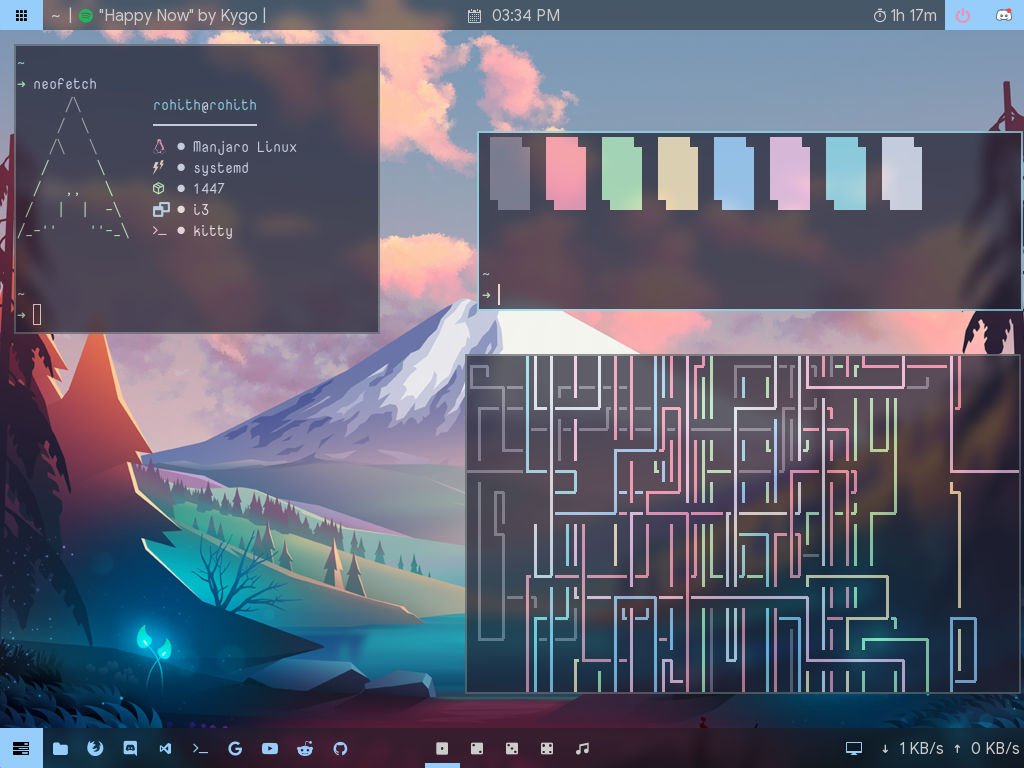 ~ | "Happy Now" by Kygo |
03:34 PM
1h 17m
~
→ neofetch
rohith@rohith
● Manjaro Linux
● systemd
● 1447
● i3
● kitty
~
→
~
→
↓ 1 KB/s ↑ 0 KB/s